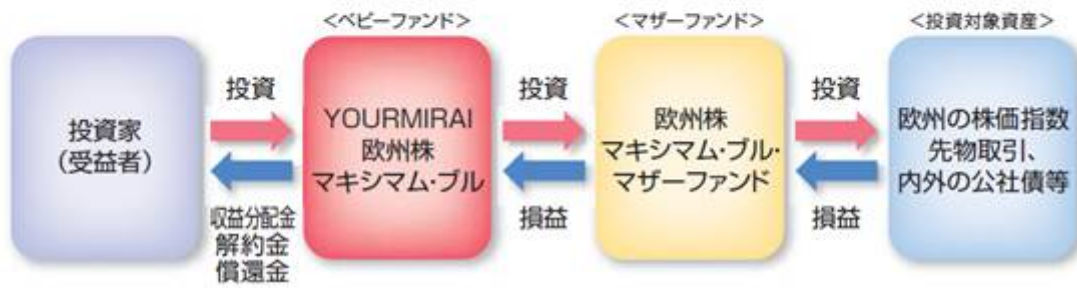 <ベビーファンド>
<マザーファンド>
<投資対象資産>
投資家
(受益者)
投資
収益分配金
解約金
償還金
YOURMIRAI
欧州株
マキシマム・ブル
投資
損益
欧州株
マキシマム・ブル・
マザーファンド
投資
損益
欧州の株価指数
先物取引、
内外の公社債等